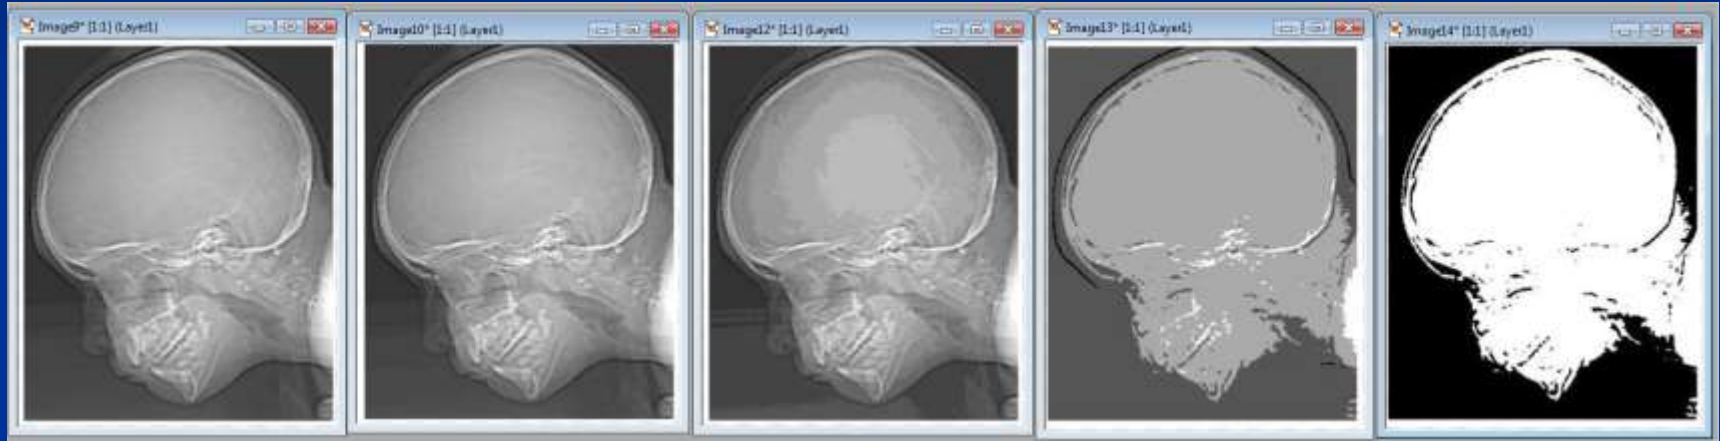 Image9* [1:1] (Layer1)
Image10* [1:1] (Layer1)
Image12* [1:1] (Layer1)
Image13* [1:1] (Layer1)
Image14* [1:1] (Layer1)